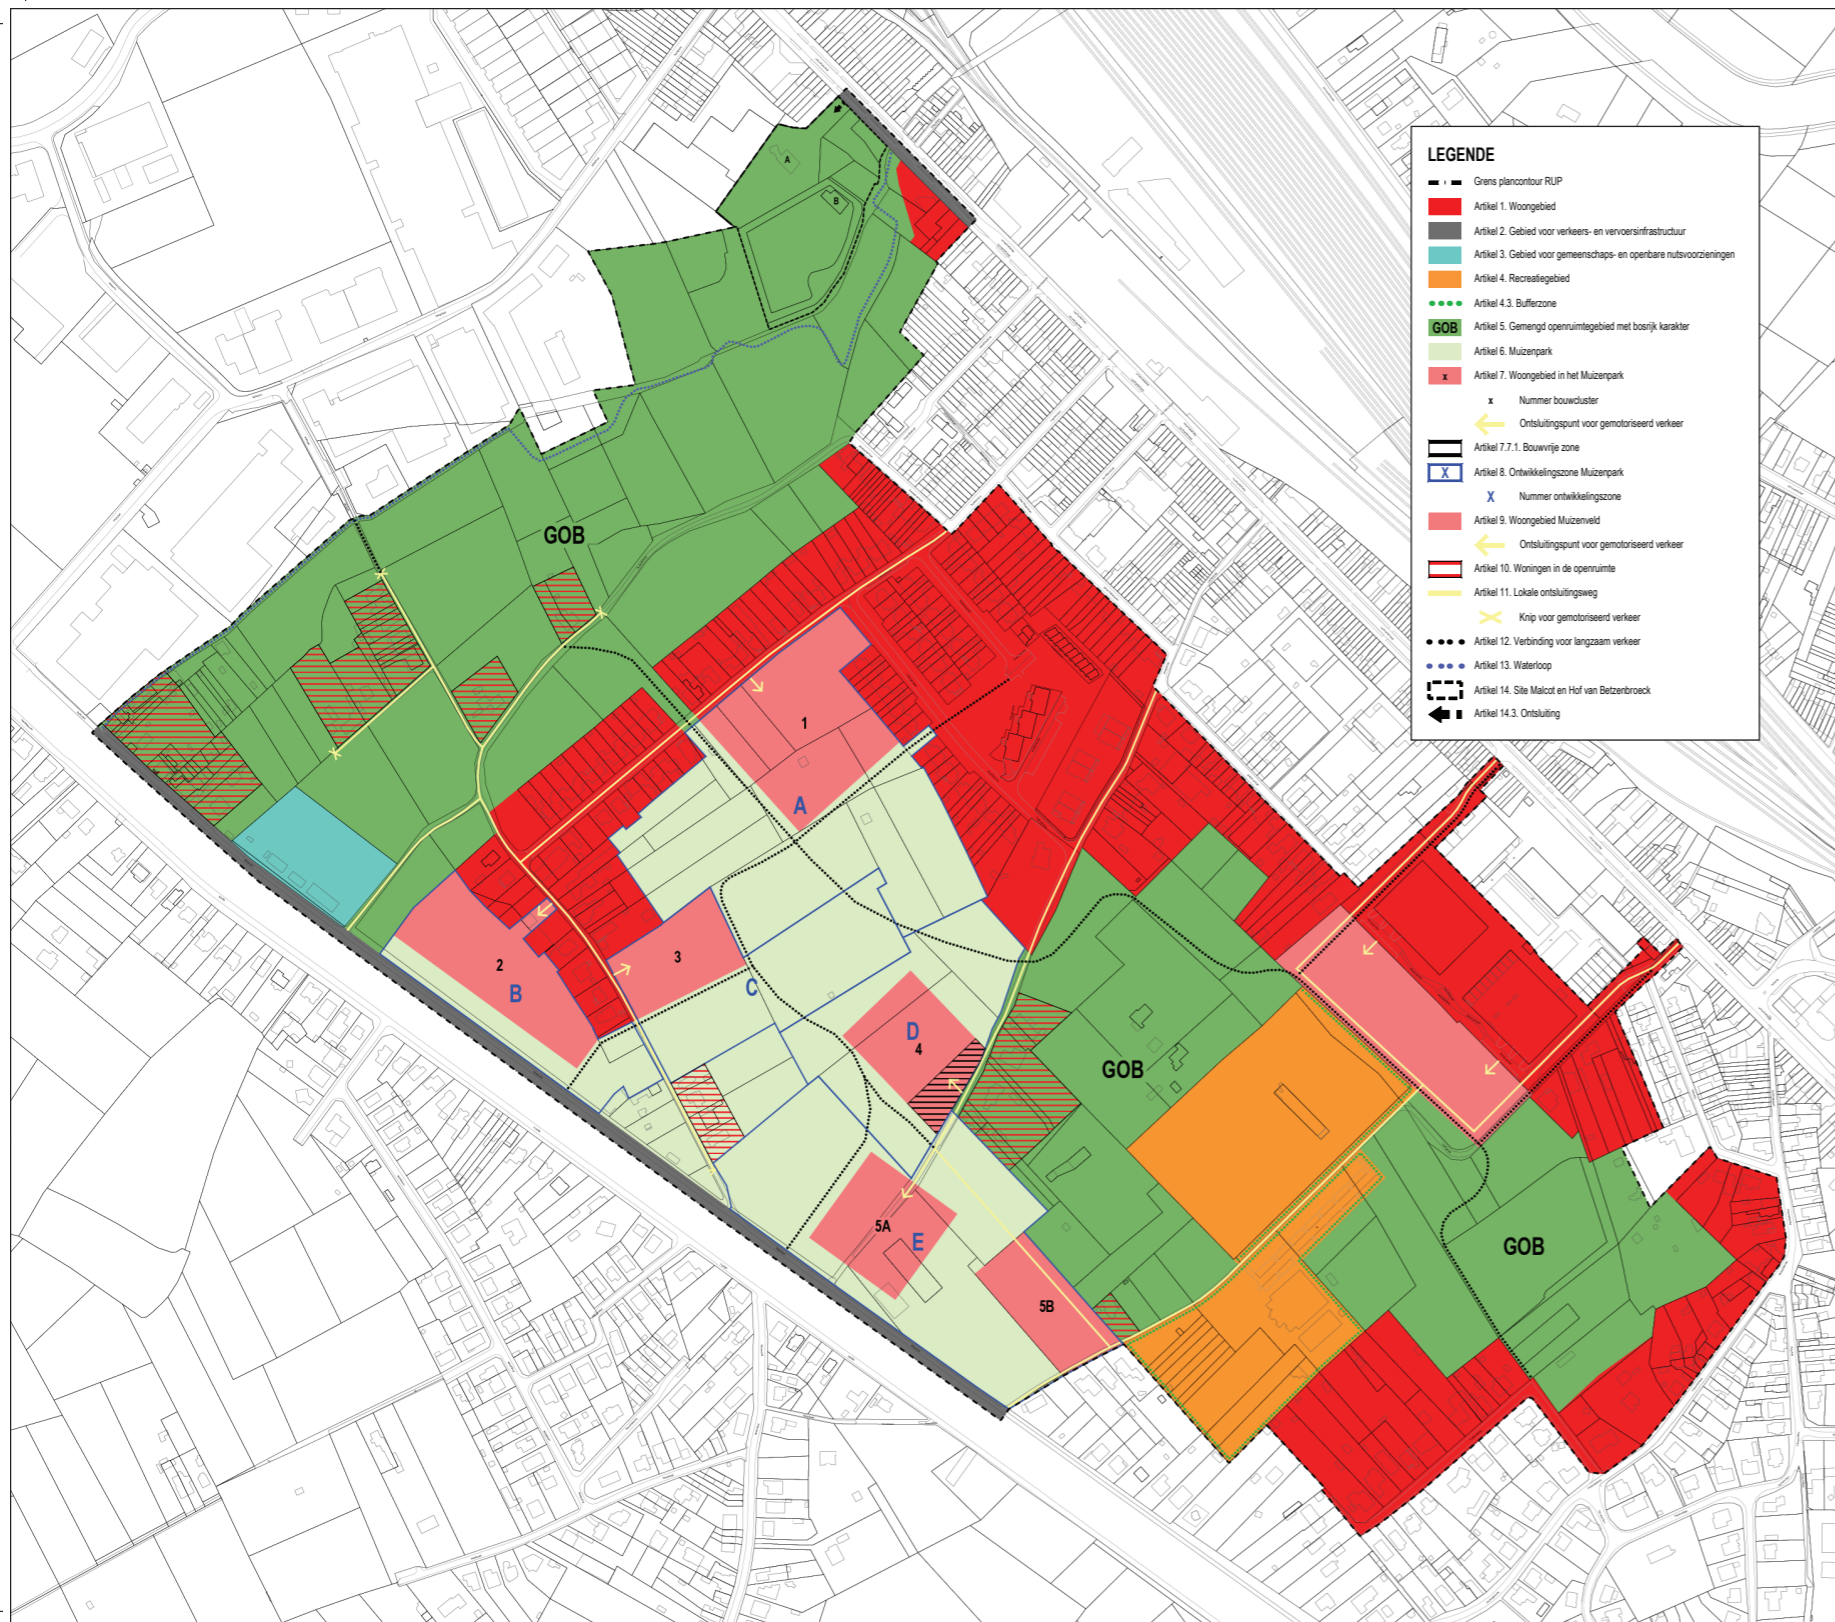 LEGENDE
Grens plancontour RUP
Artikel 1. Woongebied
Artikel 2. Gebied voor verkeers- en vervoersinfrastructuur
Artikel 3. Gebied voor gemeenschaps- en openbare nutsvoorzieningen
Artikel 4. Recreatiegebied
Artikel 4.3. Bufferzone
GOB Artikel 5. Gemengd openruimtegebied met bosrijk karakter
Artikel 6. Muizenpark
x Artikel 7. Woongebied in het Muizenpark
x Nummer bouwcluster
Ontsluitingspunt voor gemotoriseerd verkeer
Artikel 7.7.1. Bouwvrije zone
X Artikel 8. Ontwikkelingszone Muizenpark
X Nummer ontwikkelingszone
Artikel 9. Woongebied Muizenveld
Ontsluitingspunt voor gemotoriseerd verkeer
Artikel 10. Woningen in de openruimte
Artikel 11. Lokale ontsluitingsweg
Knip voor gemotoriseerd verkeer
Artikel 12. Verbinding voor langzaam verkeer
Artikel 13. Waterloop
Artikel 14. Site Malcot en Hof van Betzenbroeck
Artikel 14.3. Ontsluiting
A
B
GOB
1
A
2
B
3
C
D
4
GOB
5A
E
5B
GOB